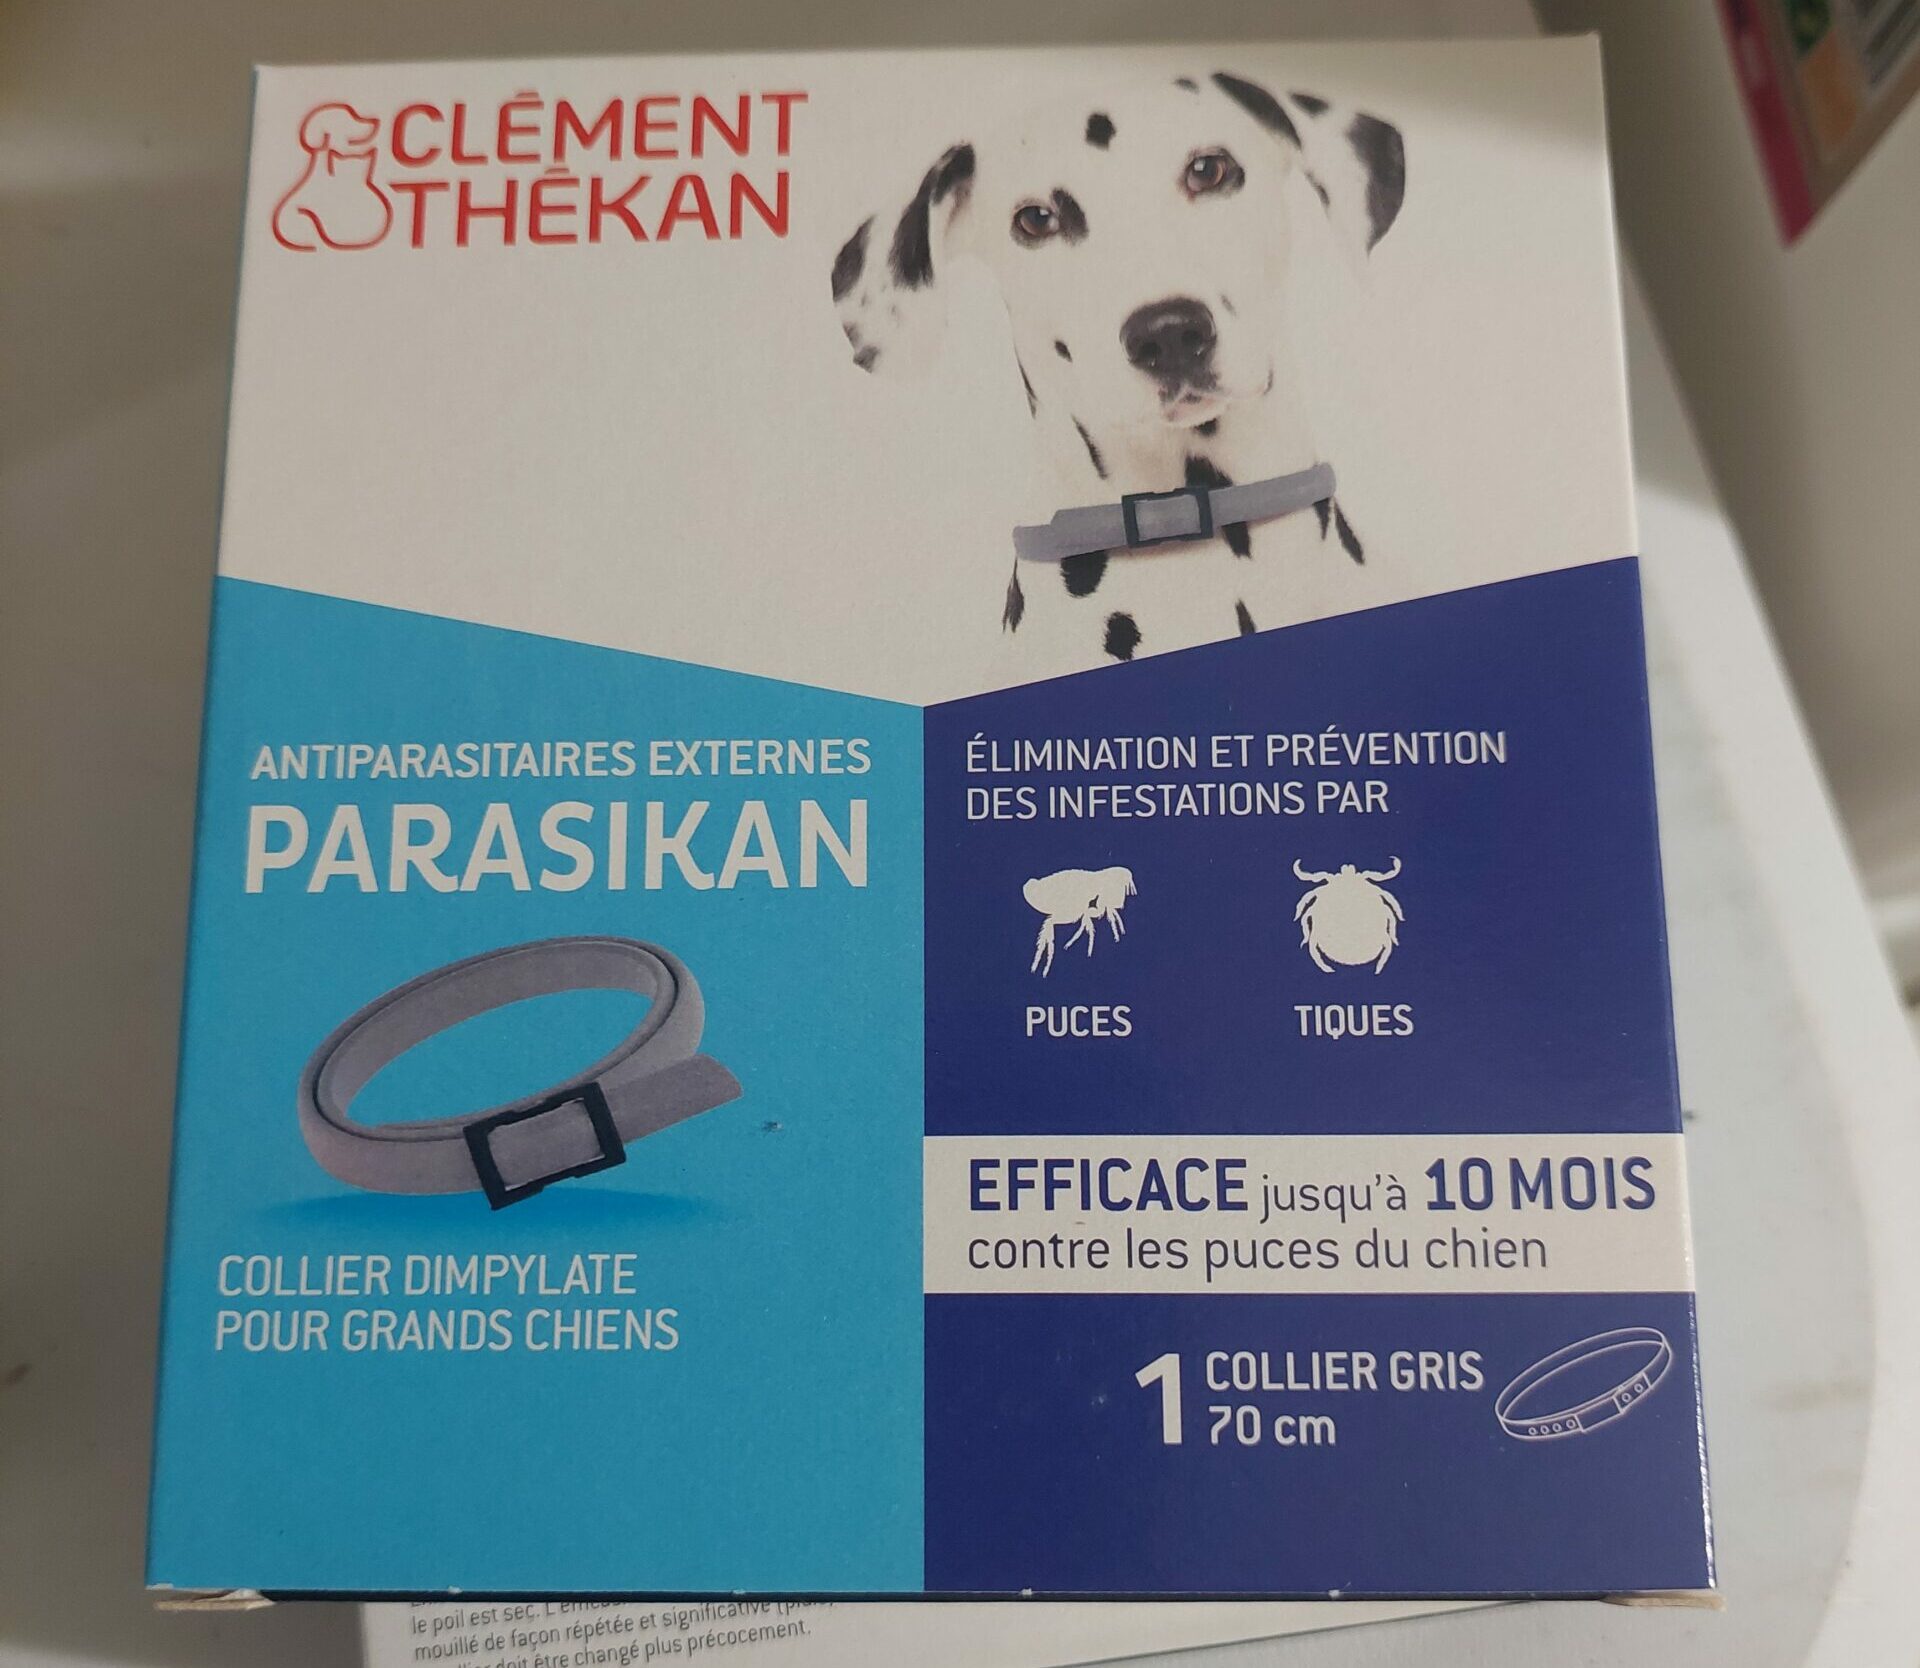 CLÉMENT
THÉKAN
ANTIPARASITAIRES EXTERNES
PARASIKAN
COLLIER DIMPYLATE
POUR GRANDS CHIENS
ÉLIMINATION ET PRÉVENTION
DES INFESTATIONS PAR
PUCES
TIQUES
EFFICACE jusqu'à 10 MOIS
contre les puces du chien
1 COLLIER GRIS
70 cm
le poil est sec.
mouillé de façon répétée et significative
doit être changé plus précocement.